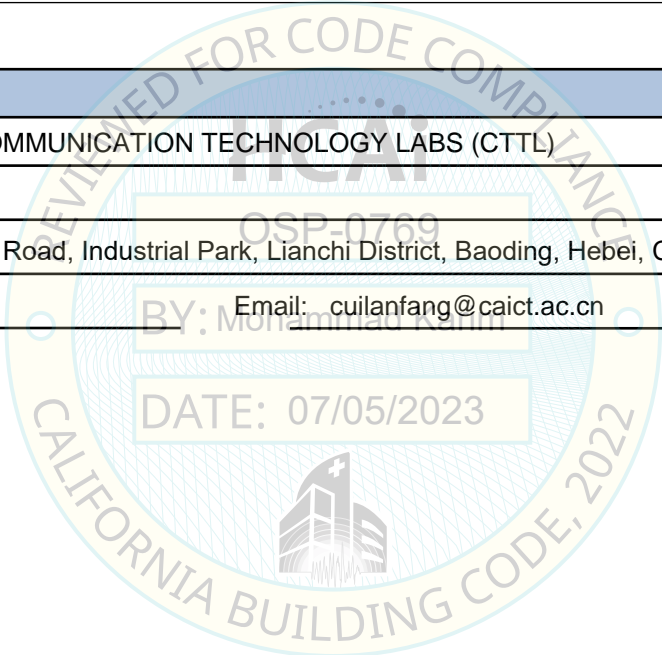 REVIEWED FOR CODE COMPLIANCE
HCAi
OMMUNICATION TECHNOLOGY LABS (CTTL)
OSP-0769
Road, Industrial Park, Lianchi District, Baoding, Hebei,
Email: cuilanfang@caict.ac.cn
BY: Mohammad Karim
DATE: 07/05/2023
CALIFORNIA BUILDING CODE, 2022